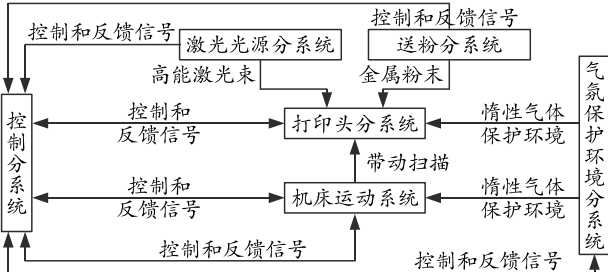 控制和反馈信号
控制和反馈信号
激光光源分系统
送粉分系统
高能激光束
金属粉末
控制分系统
控制和
反馈信号
打印头分系统
惰性气体
保护环境
气氛保护环境分系统
带动扫描
控制和
反馈信号
机床运动系统
惰性气体
保护环境
控制和反馈信号
控制和反馈信号